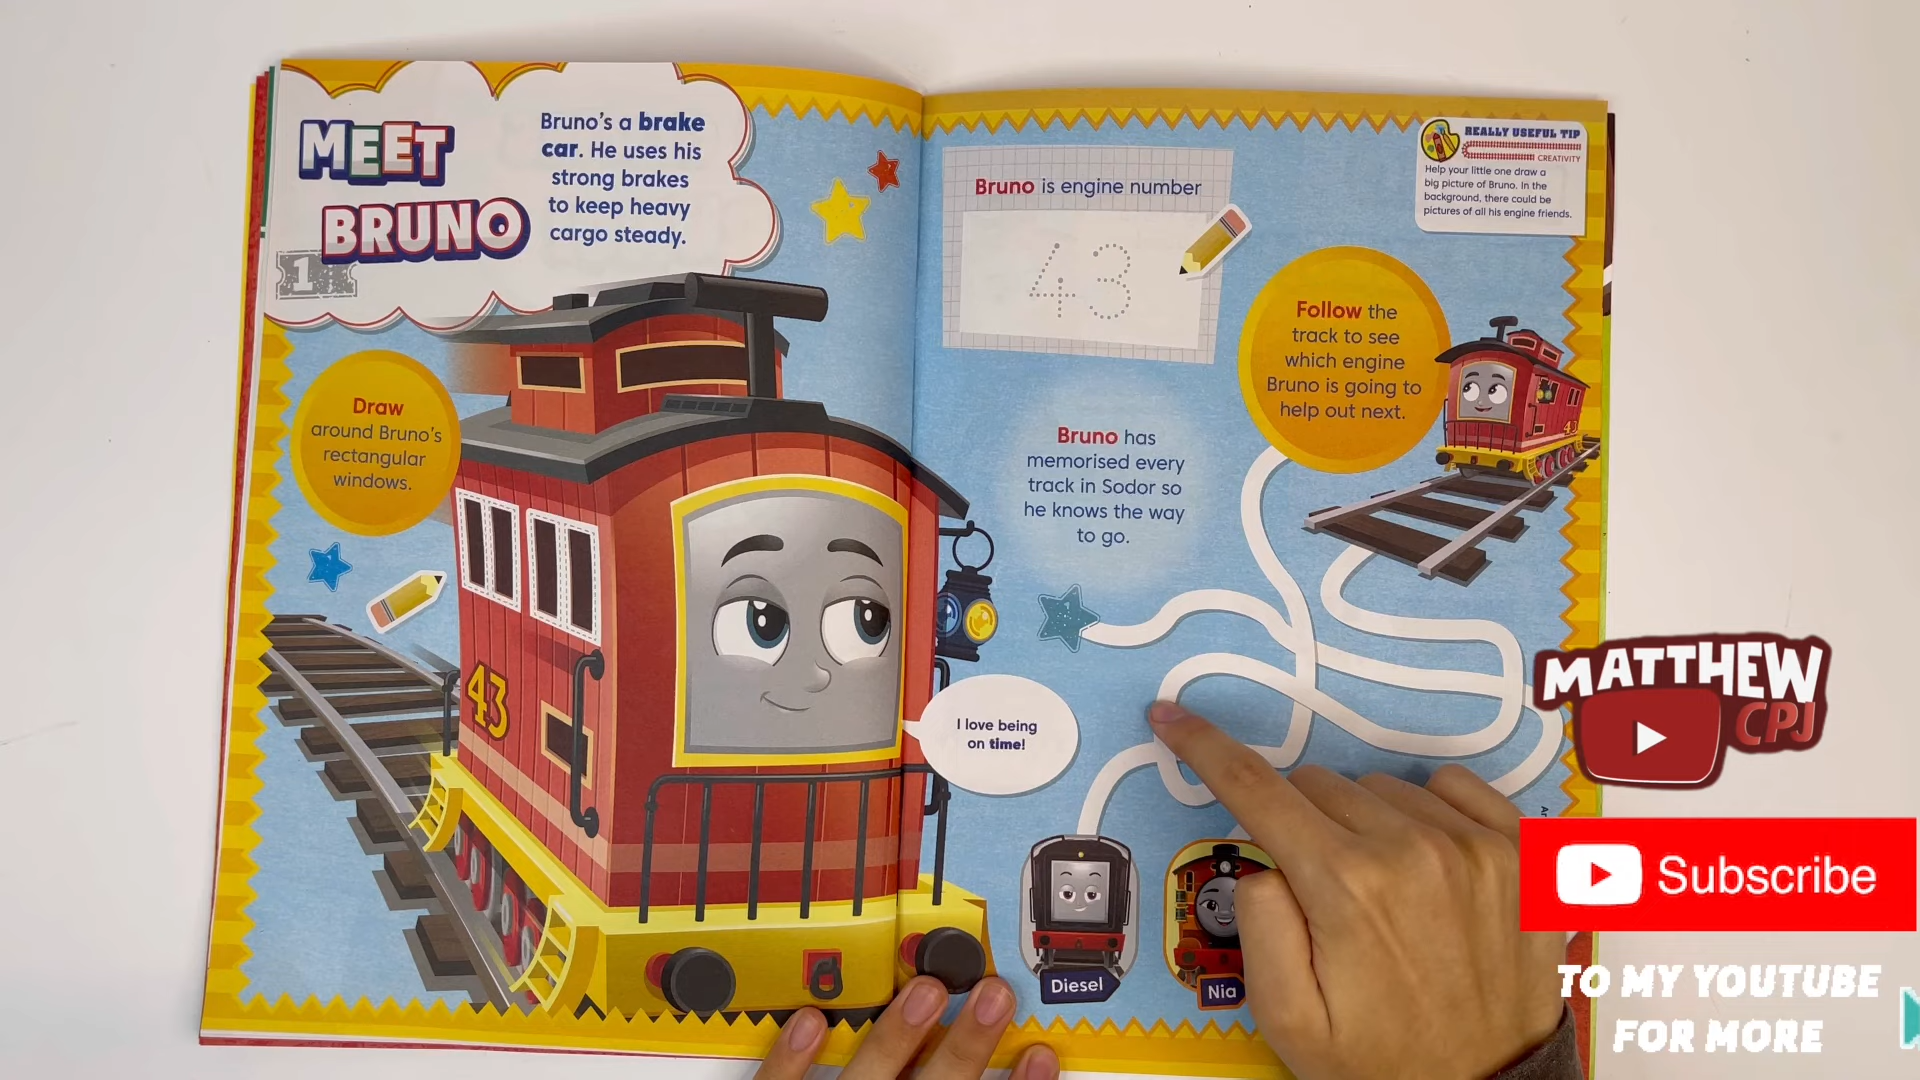 MEET
BRUNO
1
Bruno's a brake
car. He uses his
strong brakes
to keep heavy
cargo steady.
Draw
around Bruno's
rectangular
windows.
43
I love being
on time!
Bruno is engine number
43
REALLY USEFUL TIP
CREATIVITY
Help your little one draw a
big picture of Bruno. In the
background, there could be
pictures of all his engine friends.
Follow the
track to see
which engine
Bruno is going to
help out next.
43
Bruno has
memorised every
track in Sodor so
he knows the way
to go.
Diesel
Nia
MATTHEW
CPJ
Subscribe
TO MY YOUTUBE
FOR MORE